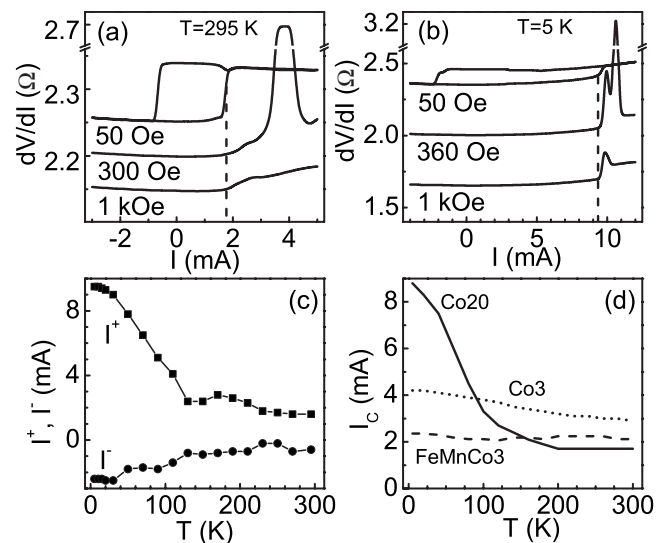 2.7
(a)
T=295 K
dV/dI (Ω)
2.3
2.2
50 Oe
300 Oe
1 kOe
-2 0 2 4
I (mA)
3.2
(b)
T=5 K
dV/dI (Ω)
2.5
2.0
1.5
50 Oe
360 Oe
1 kOe
0 5 10
I (mA)
(c)
I⁺, I⁻ (mA)
8
4
0
I⁺
I⁻
0 100 200 300
T (K)
(d)
I_C (mA)
8
6
4
2
0
Co20
Co3
FeMnCo3
0 100 200 300
T (K)